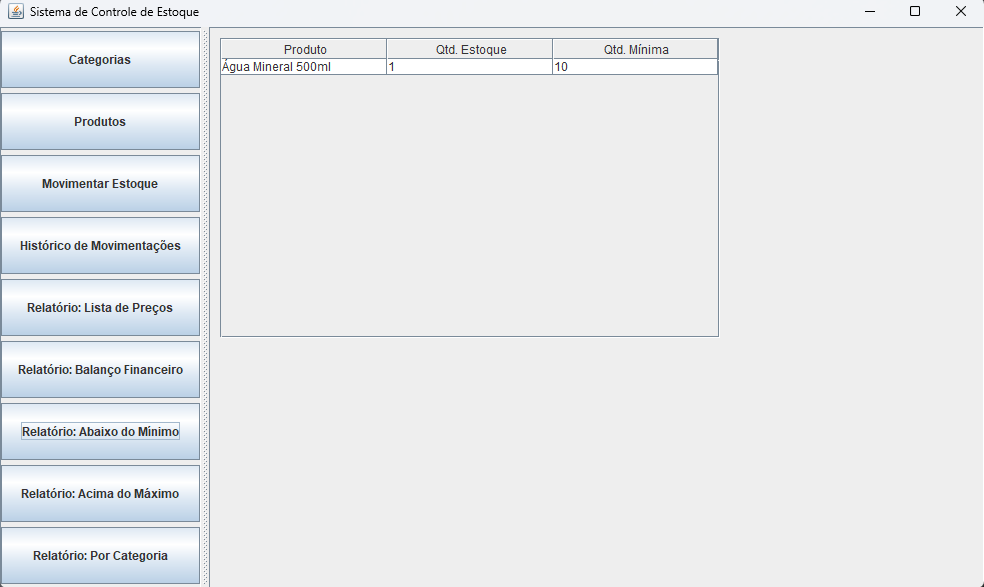 Sistema de Controle de Estoque
Categorias
Produtos
Movimentar Estoque
Histórico de Movimentações
Relatório: Lista de Preços
Relatório: Balanço Financeiro
Relatório: Abaixo do Mínimo
Relatório: Acima do Máximo
Relatório: Por Categoria
Produto Qtd. Estoque Qtd. Mínima
Água Mineral 500ml 1 10